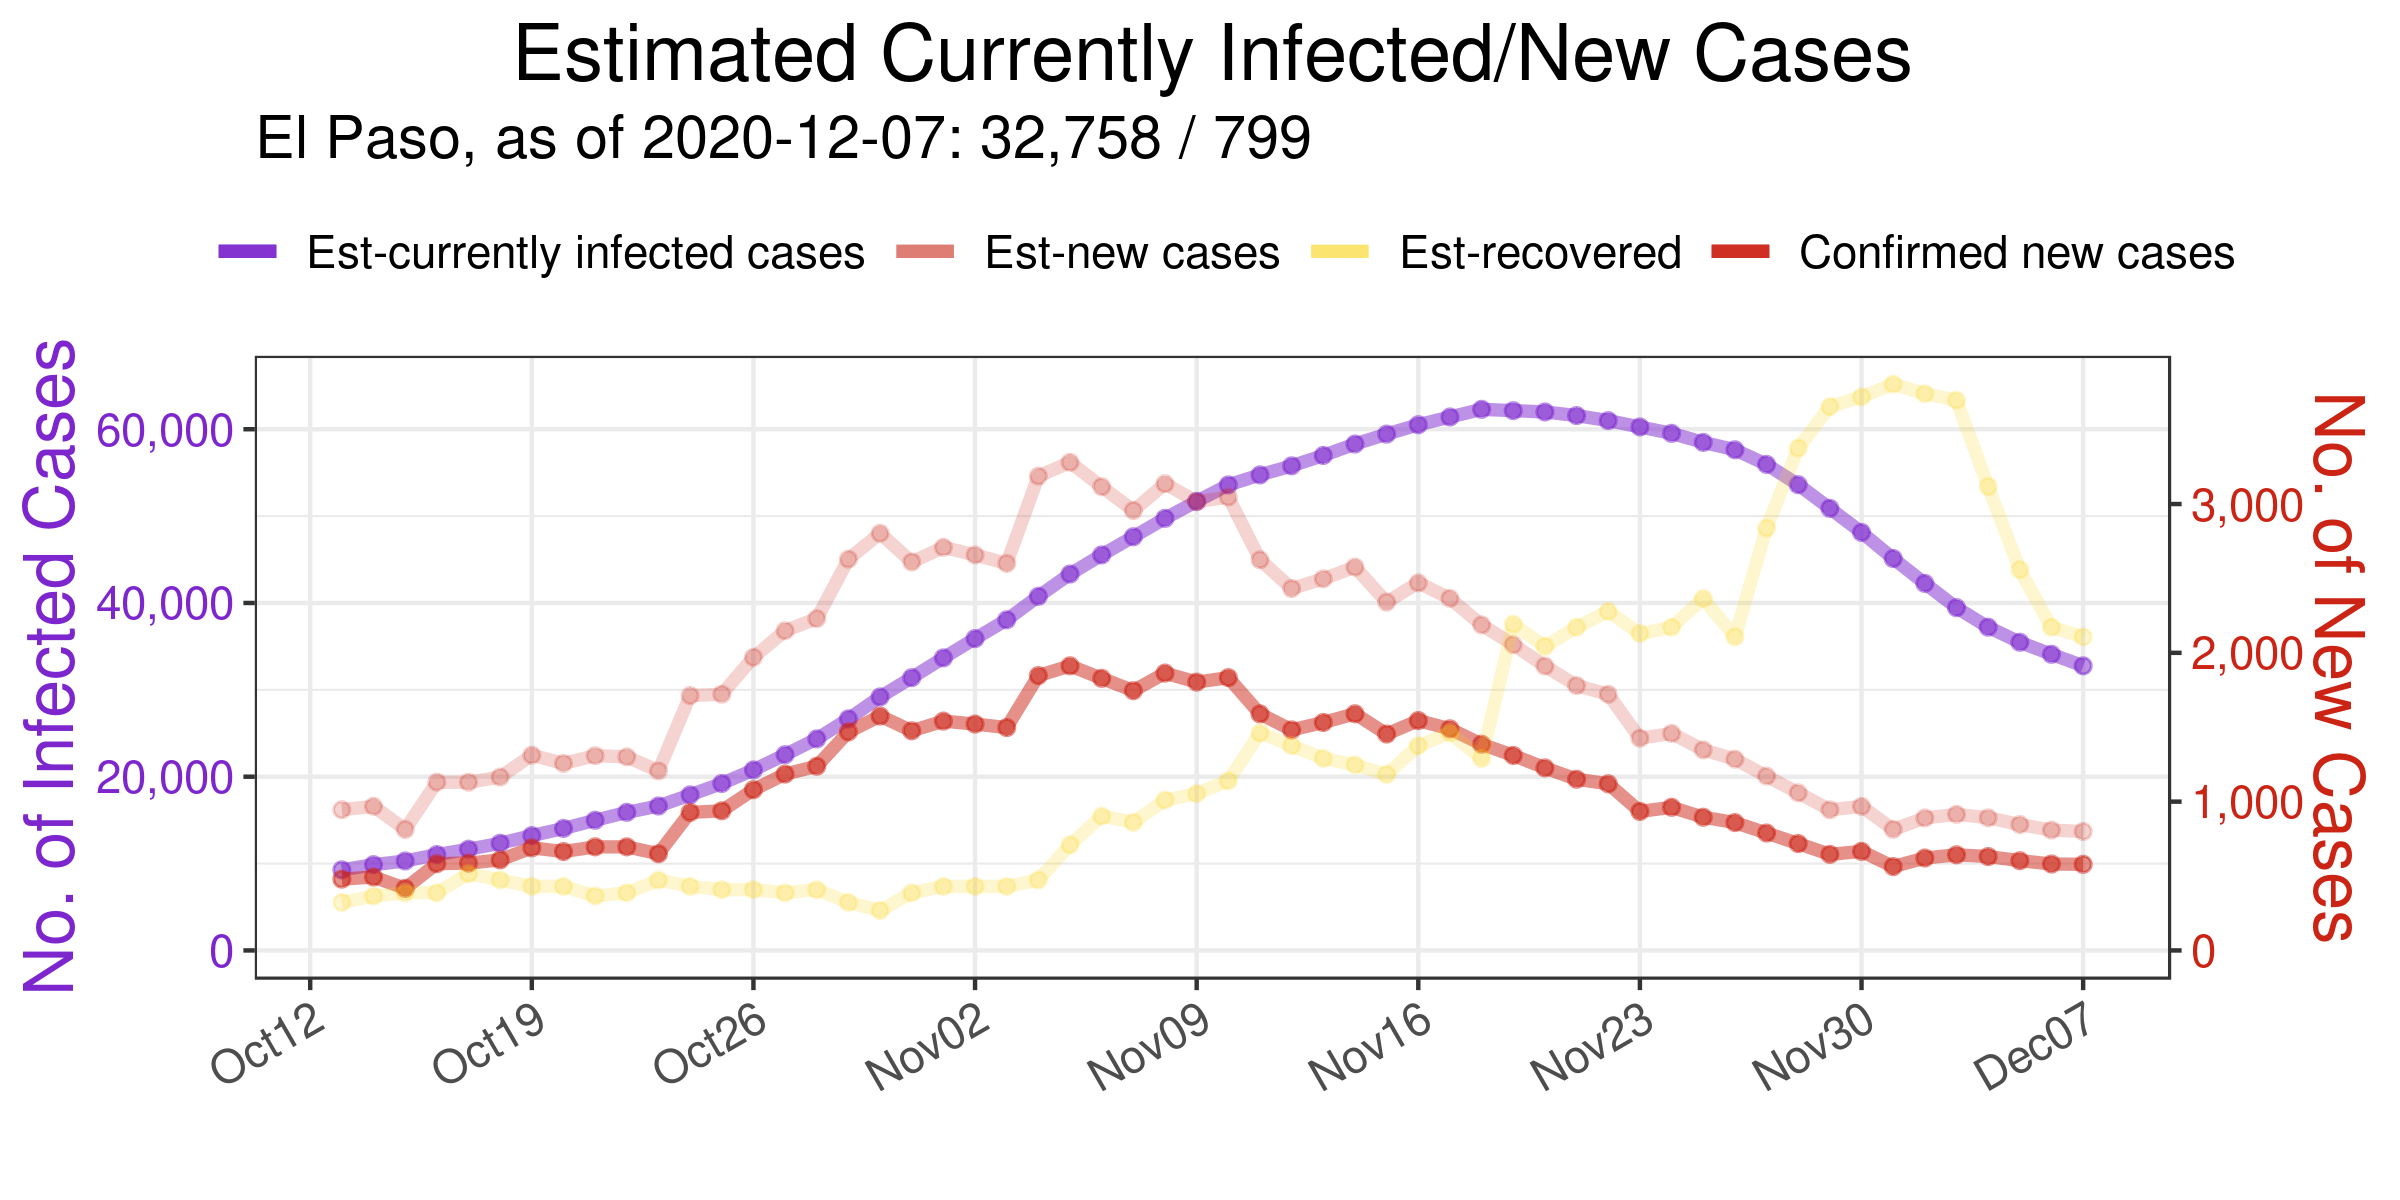 Estimated Currently Infected/New Cases
El Paso, as of 2020-12-07: 32,758 / 799
Est-currently infected cases Est-new cases Est-recovered Confirmed new cases
No. of Infected Cases
60,000
40,000
20,000
0
No. of New Cases
3,000
2,000
1,000
0
Oct12 Oct19 Oct26 Nov02 Nov09 Nov16 Nov23 Nov30 Dec07